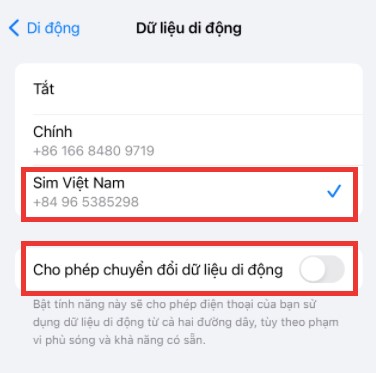 Di động
Dữ liệu di động
Tắt
Chính
+86 166 8480 9719
Sim Việt Nam
+84 96 5385298
Cho phép chuyển đổi dữ liệu di động
Bật tính năng này sẽ cho phép điện thoại của bạn sử
dụng dữ liệu di động từ cả hai đường dây, tùy theo phạm
vi phủ sóng và khả năng có sẵn.